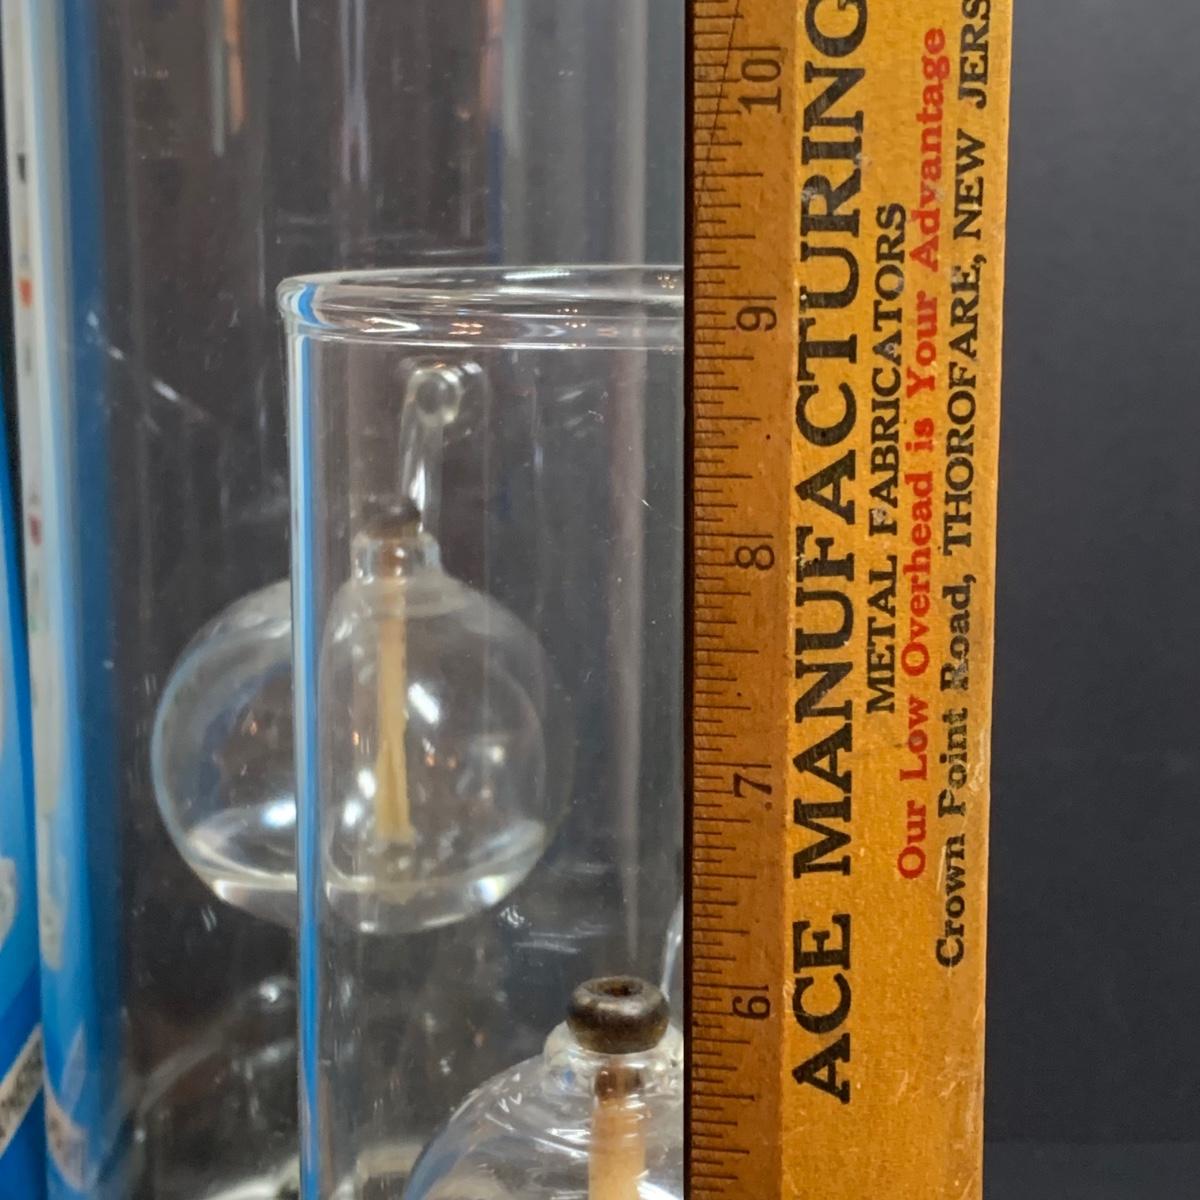 ACE MANUFACTURING
METAL FABRICATORS
Our Low Overhead is Your Advantage
Crown Point Road, THOROFARE, NEW JERS
10
9
8
7
6